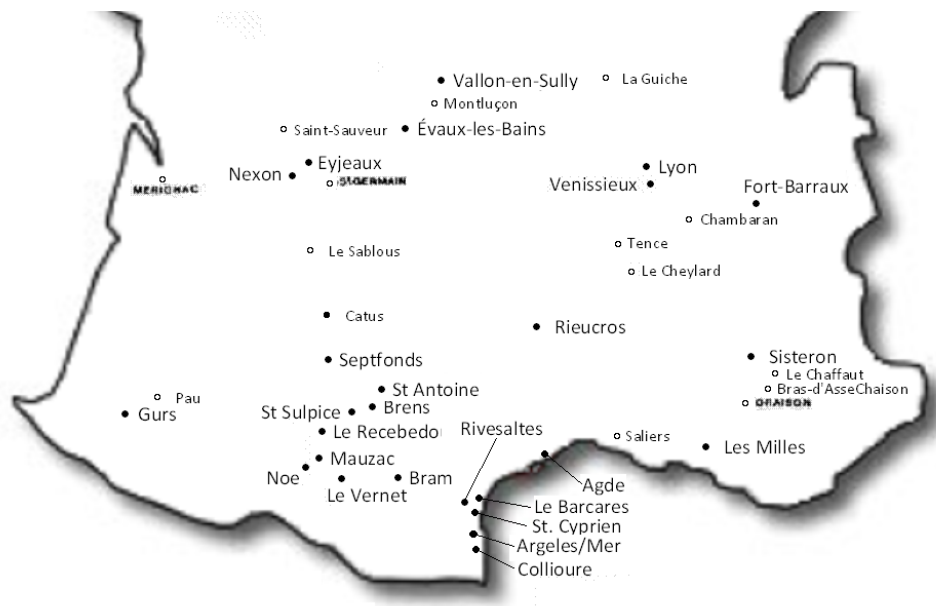 Vallon-en-Sully
La Guiche
Montluçon
Saint-Sauveur
Évaux-les-Bains
Eyjeaux
Nexon
St GERMAIN
MERIGNAC
Lyon
Venissieux
Fort-Barraux
Chambaran
Tence
Le Sablous
Le Cheylard
Catus
Rieucros
Septfonds
Sisteron
Le Chaffaut
Bras-d'AsseChaison
ORAISON
St Antoine
Pau
Brens
Gurs
St Sulpice
Rivesaltes
Le Recebedo
Saliers
Les Milles
Mauzac
Noe
Bram
Agde
Le Vernet
Le Barcares
St. Cyprien
Argeles/Mer
Collioure